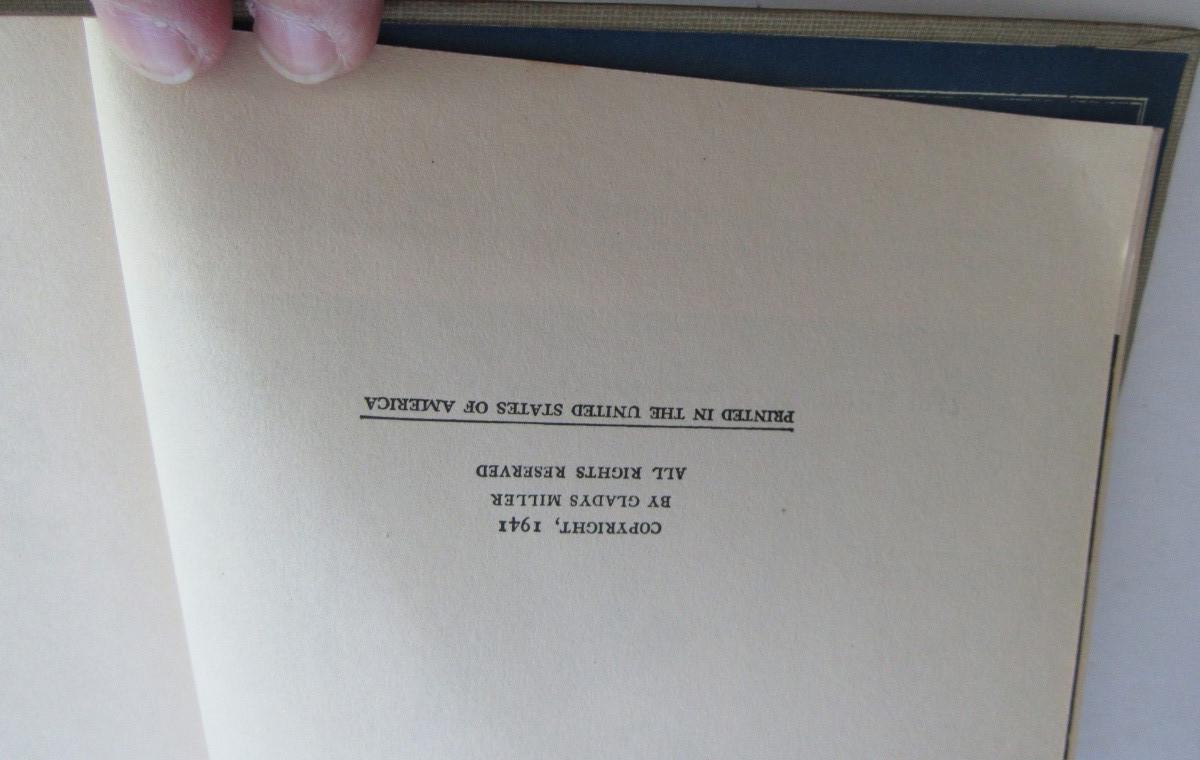 COPYRIGHT, 1941
BY GLADYS MILLER
ALL RIGHTS RESERVED
PRINTED IN THE UNITED STATES OF AMERICA